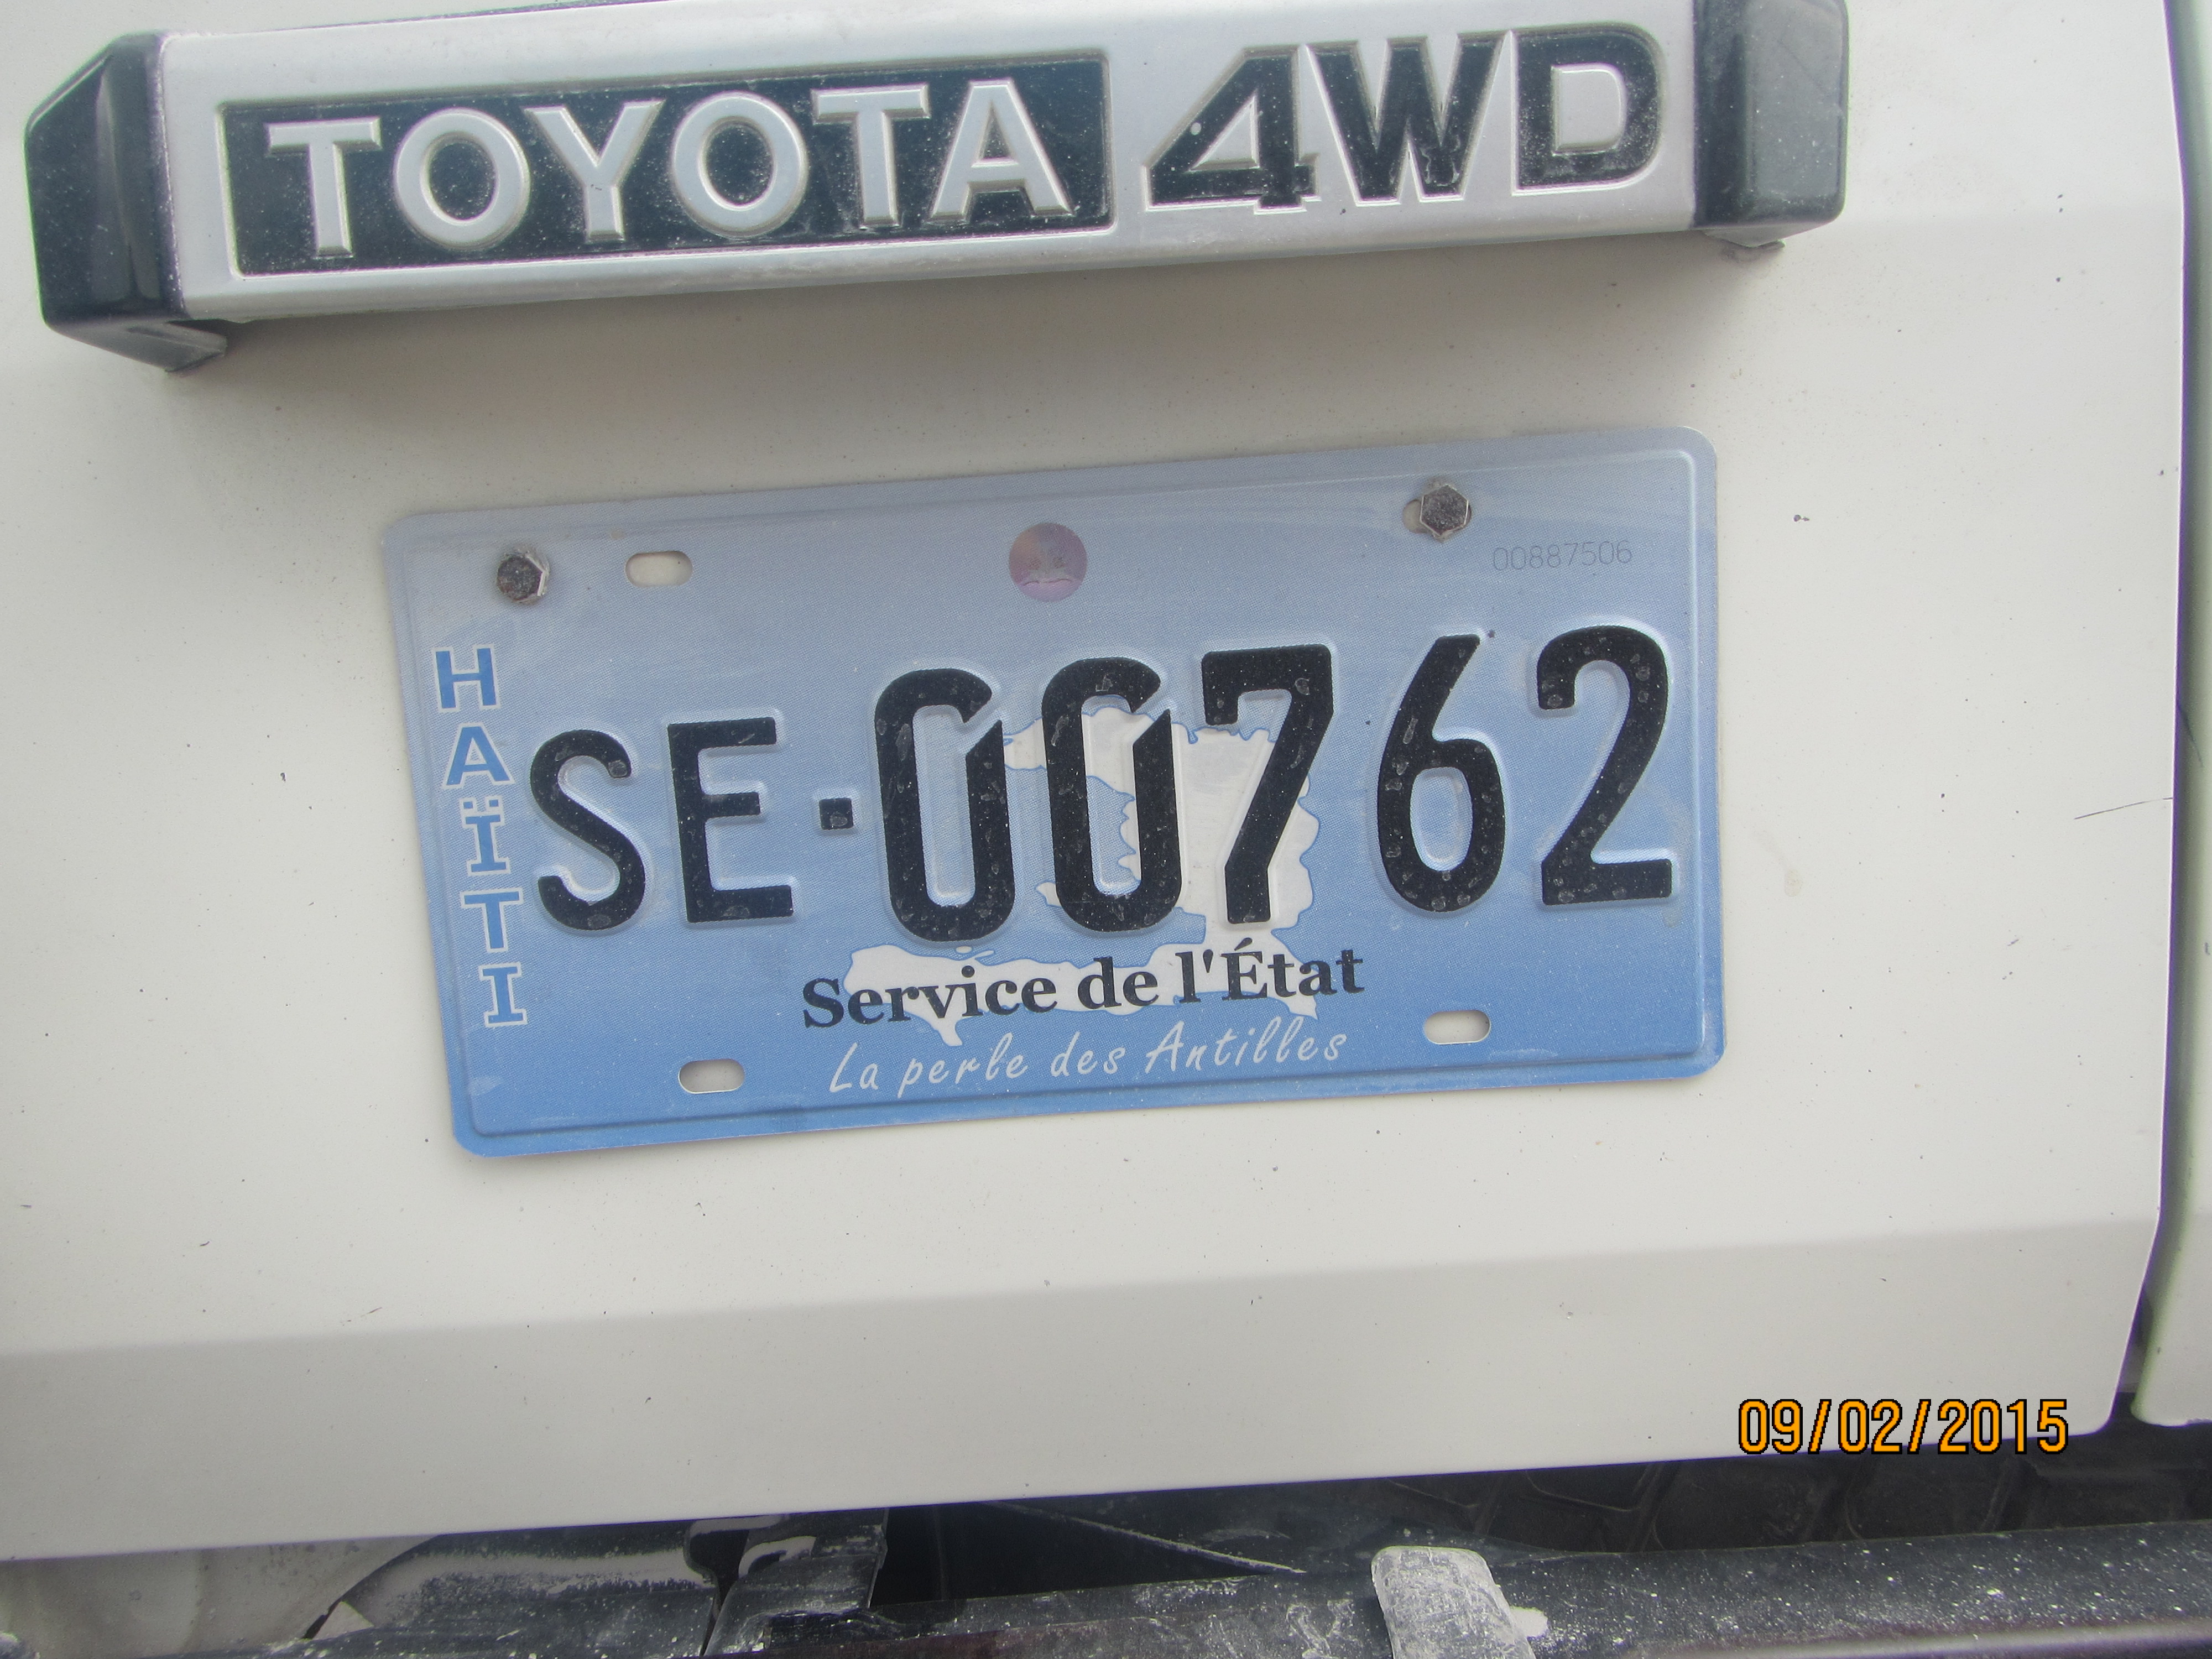 TOYOTA 4WD
00887506
HAÏTI
SE-00762
Service de l'État
La perle des Antilles
09/02/2015